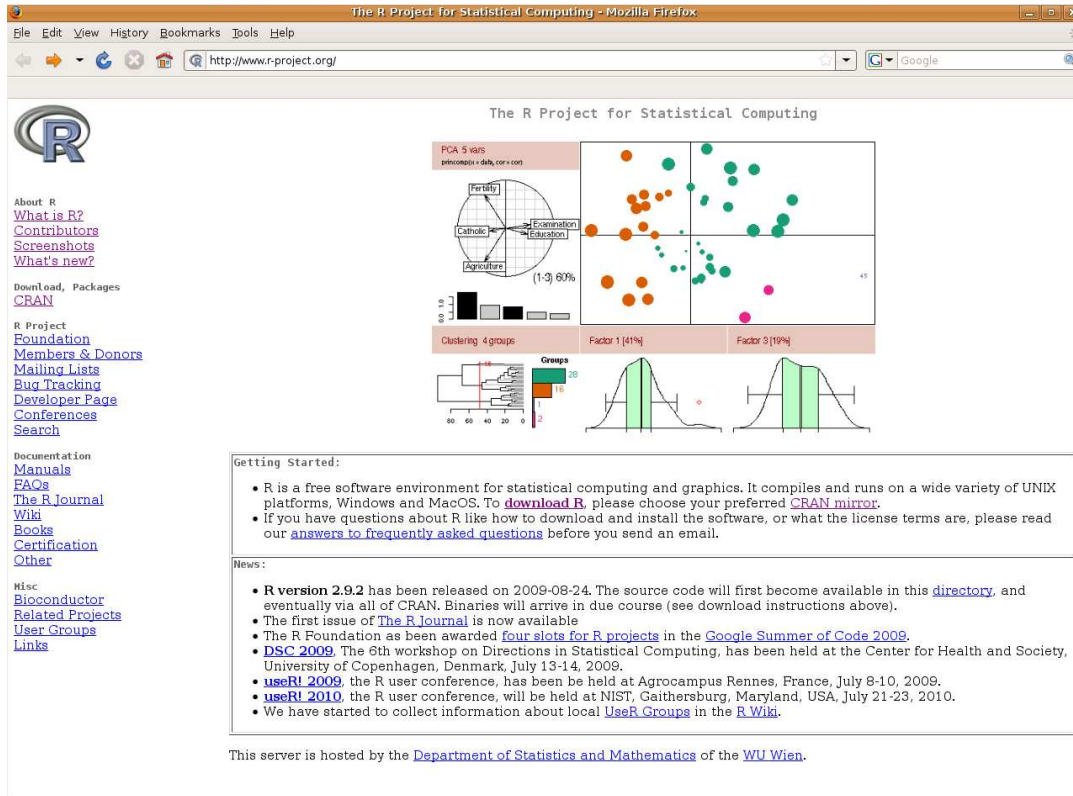 The R Project for Statistical Computing - Mozilla Firefox
File Edit View History Bookmarks Tools Help
http://www.r-project.org/
G Google
R
The R Project for Statistical Computing
PCA 5 vars
princomp(x = data, cor = cor)
Fertility
Catholic
Examination
Education
Agriculture
(1-3) 60%
0.0 1.0
45
Clustering 4 groups
Factor 1 [41%]
Factor 3 [19%]
Groups
28
16
1
2
80 60 40 20 0
About R
What is R?
Contributors
Screenshots
What's new?
Download, Packages
CRAN
R Project
Foundation
Members & Donors
Mailing Lists
Bug Tracking
Developer Page
Conferences
Search
Documentation
Manuals
FAQs
The R Journal
Wiki
Books
Certification
Other
Misc
Bioconductor
Related Projects
User Groups
Links
Getting Started:
• R is a free software environment for statistical computing and graphics. It compiles and runs on a wide variety of UNIX
platforms, Windows and MacOS. To download R, please choose your preferred CRAN mirror.
• If you have questions about R like how to download and install the software, or what the license terms are, please read
our answers to frequently asked questions before you send an email.
News:
• R version 2.9.2 has been released on 2009-08-24. The source code will first become available in this directory, and
eventually via all of CRAN. Binaries will arrive in due course (see download instructions above).
• The first issue of The R Journal is now available
• The R Foundation as been awarded four slots for R projects in the Google Summer of Code 2009.
• DSC 2009, The 6th workshop on Directions in Statistical Computing, has been held at the Center for Health and Society,
University of Copenhagen, Denmark, July 13-14, 2009.
• useR! 2009, the R user conference, has been be held at Agrocampus Rennes, France, July 8-10, 2009.
• useR! 2010, the R user conference, will be held at NIST, Gaithersburg, Maryland, USA, July 21-23, 2010.
• We have started to collect information about local UseR Groups in the R Wiki.
This server is hosted by the Department of Statistics and Mathematics of the WU Wien.